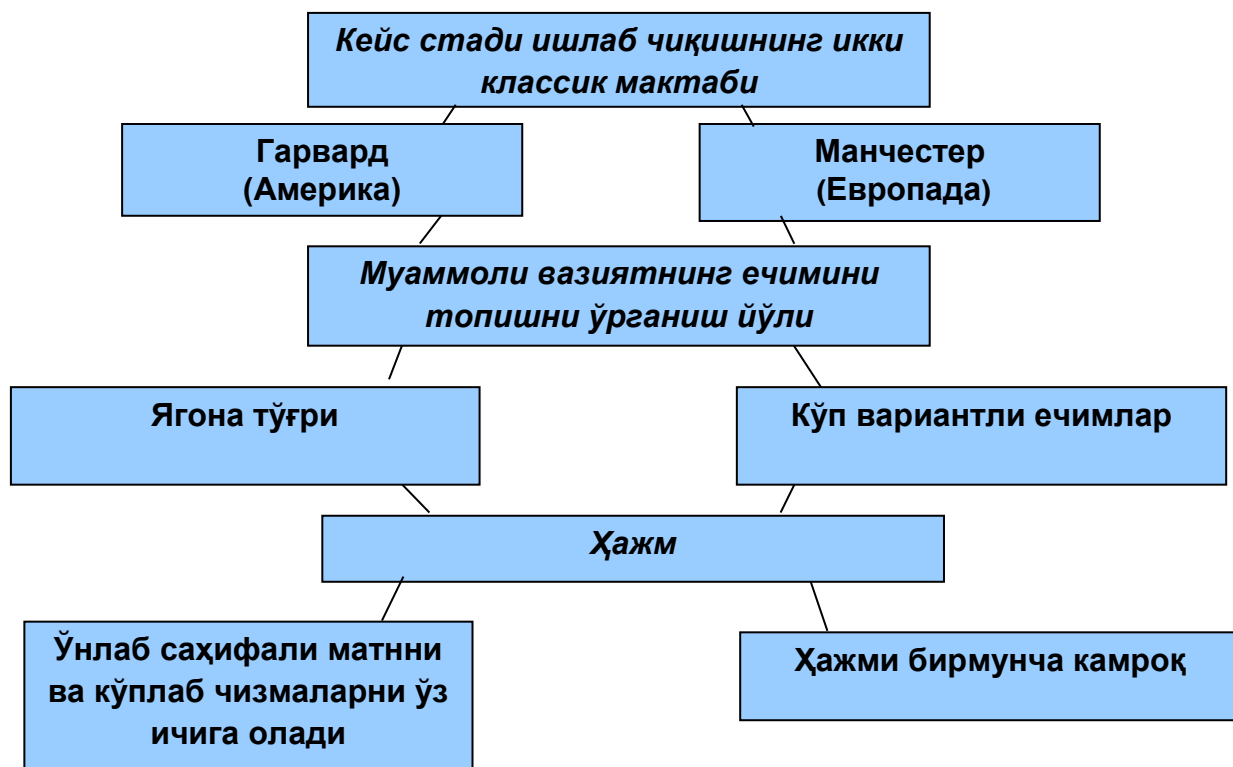 Кейс стади ишлаб чиқишнинг икки
классик мактаби
Гарвард
(Америка)
Манчестер
(Европада)
Муаммоли вазиятнинг ечимини
топишни ўрганиш йўли
Ягона тўғри
Кўп вариантли ечимлар
Ҳажм
Ўнлаб саҳифали матнни
ва кўплаб чизмаларни ўз
ичига олади
Ҳажми бирмунча камроқ